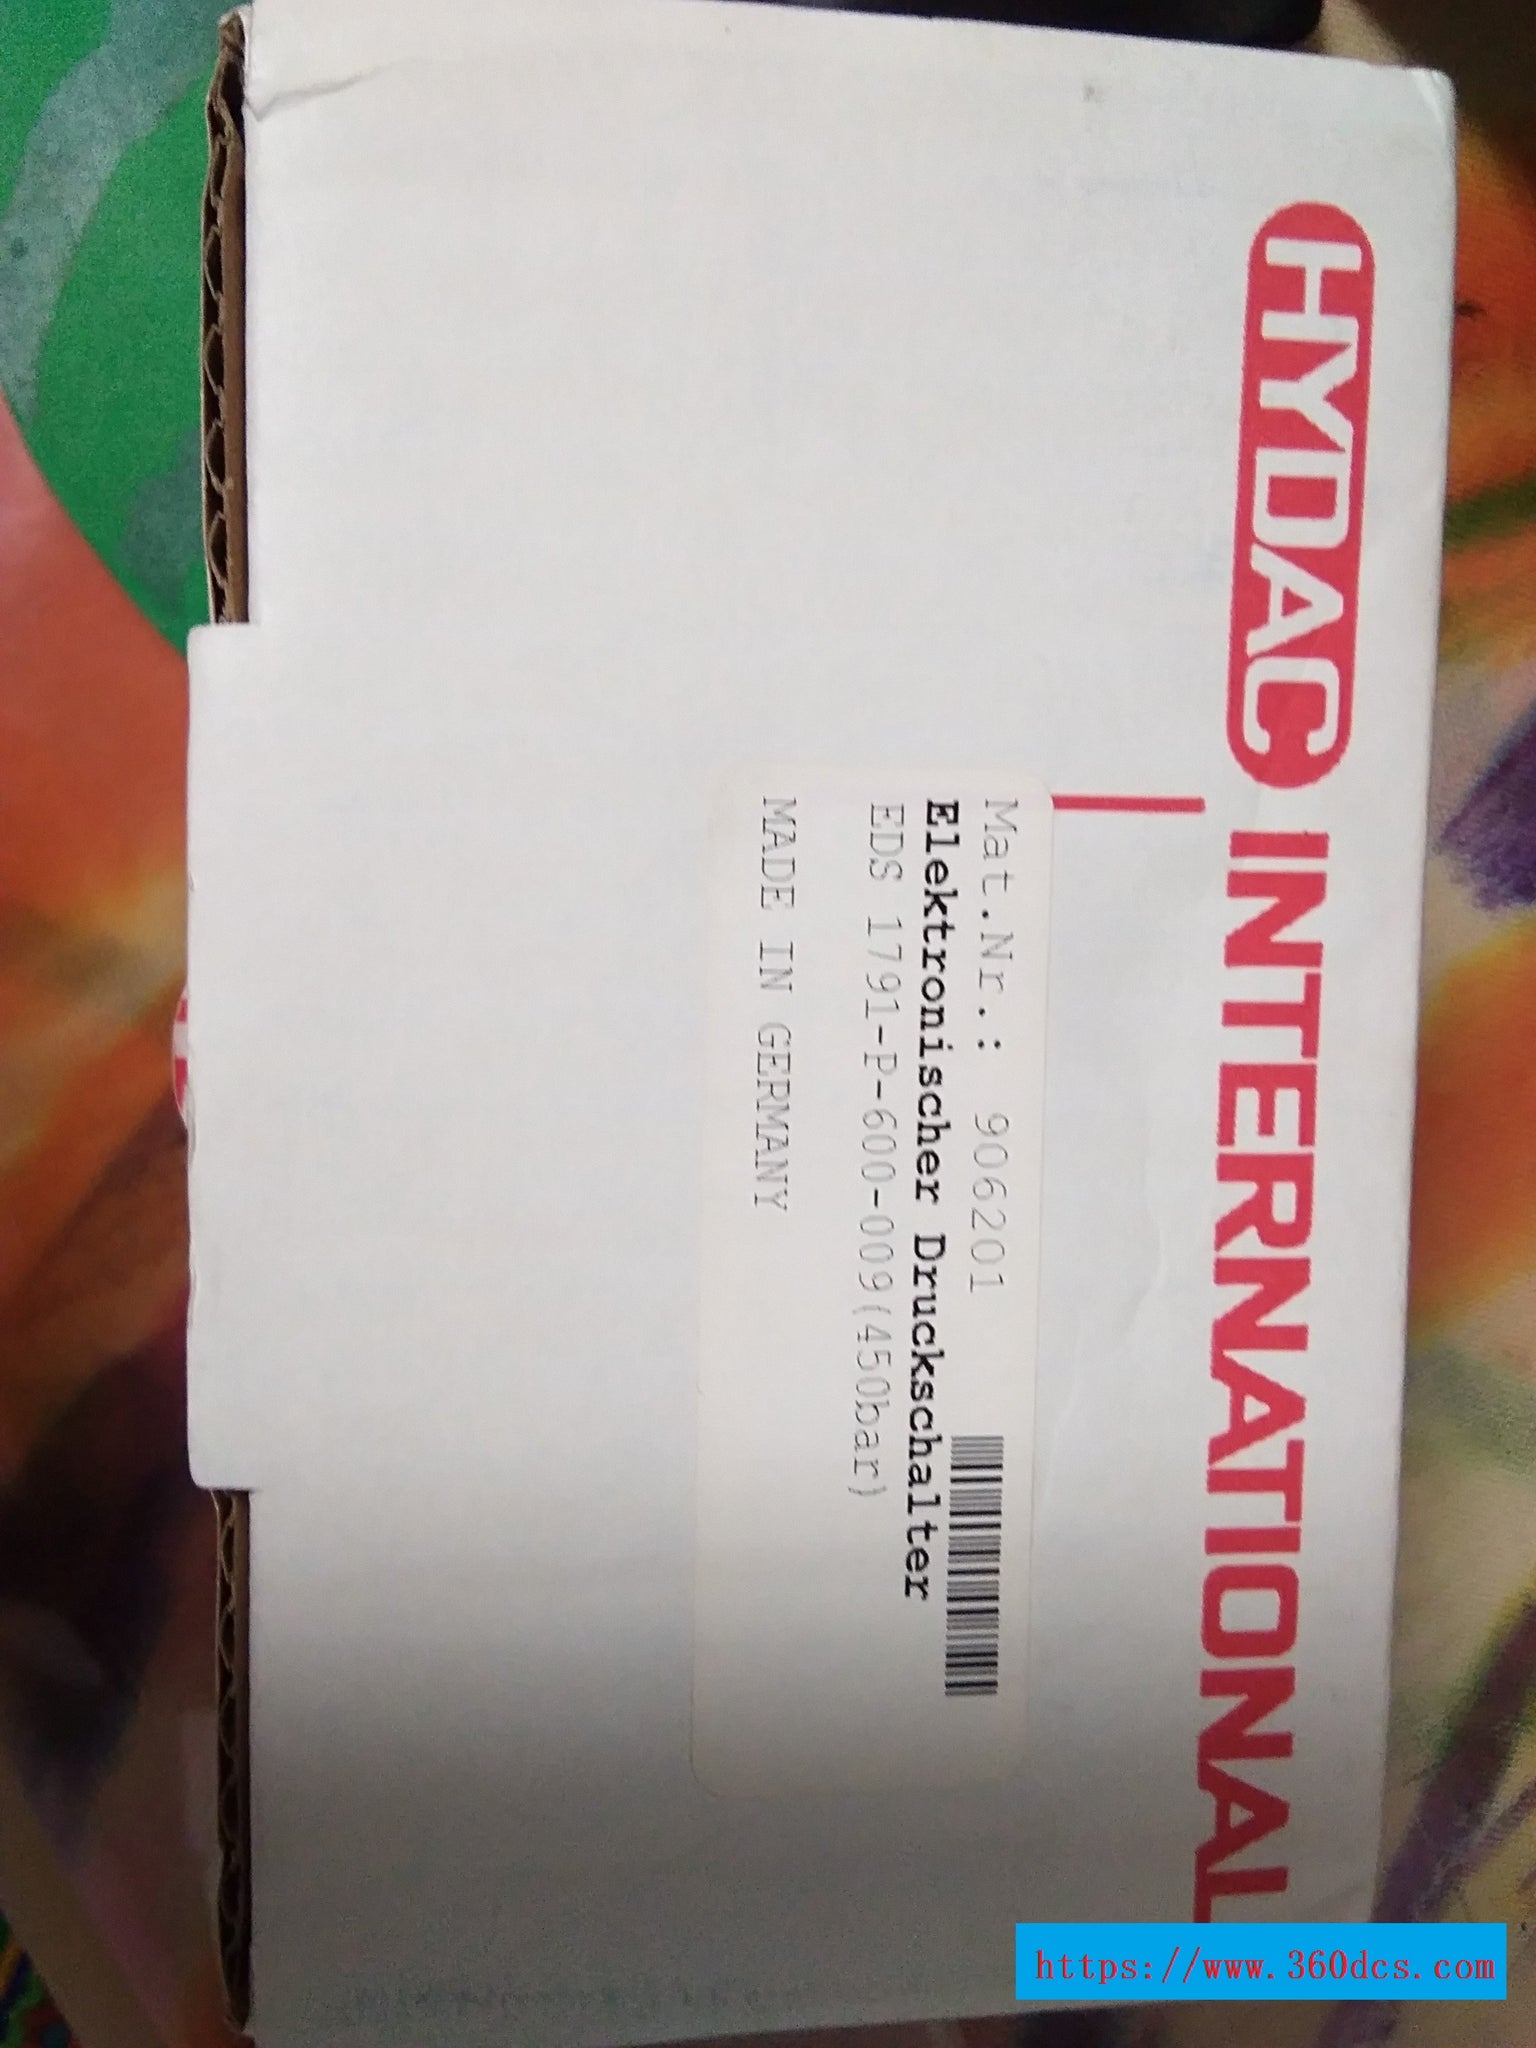 HYDAC INTERNATIONAL
Mat.Nr.: 906201
Elektronischer Druckschalter
EDS 1791-P-600-009(450bar)
MADE IN GERMANY
https://www.360dcs.com